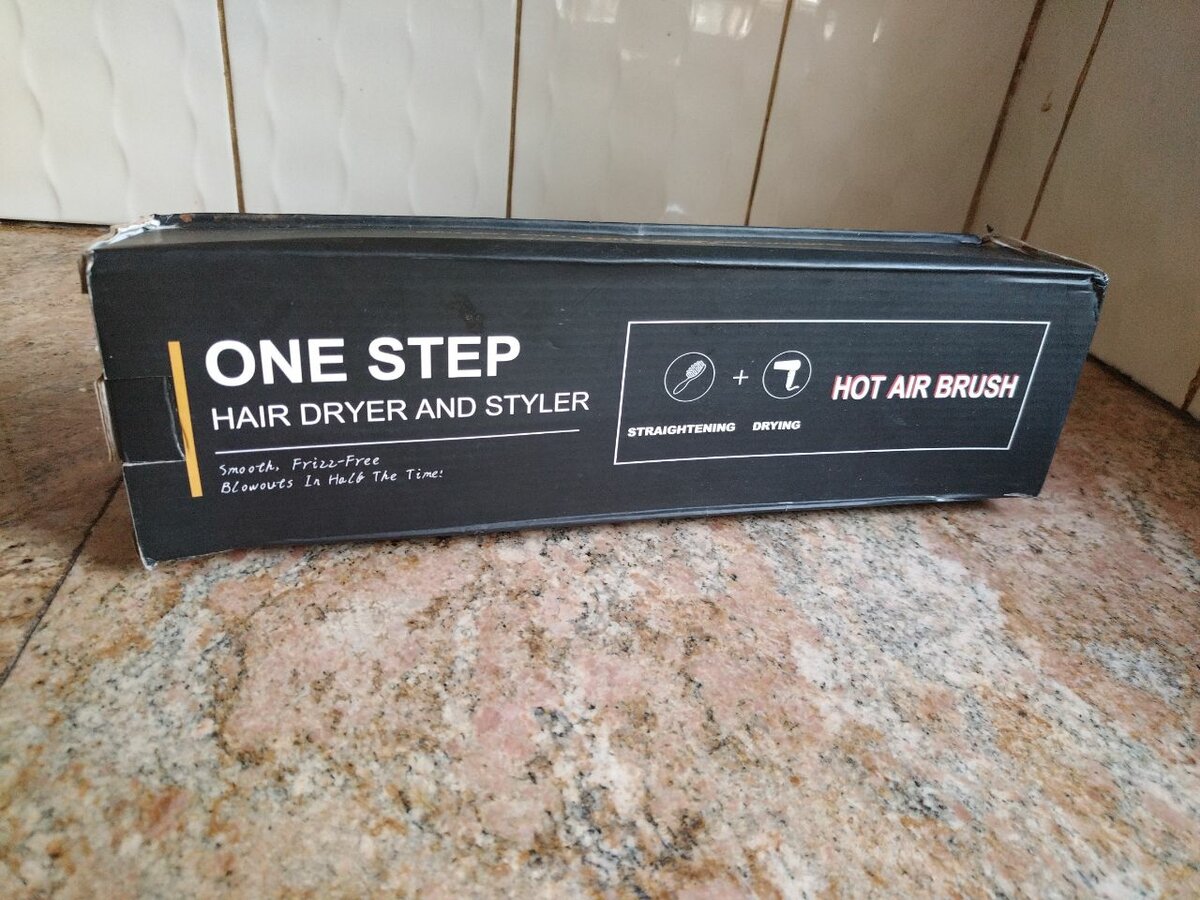 ONE STEP
HAIR DRYER AND STYLER
Smooth, Frizz-Free
Blowouts In Half The Time!
STRAIGHTENING + DRYING
HOT AIR BRUSH